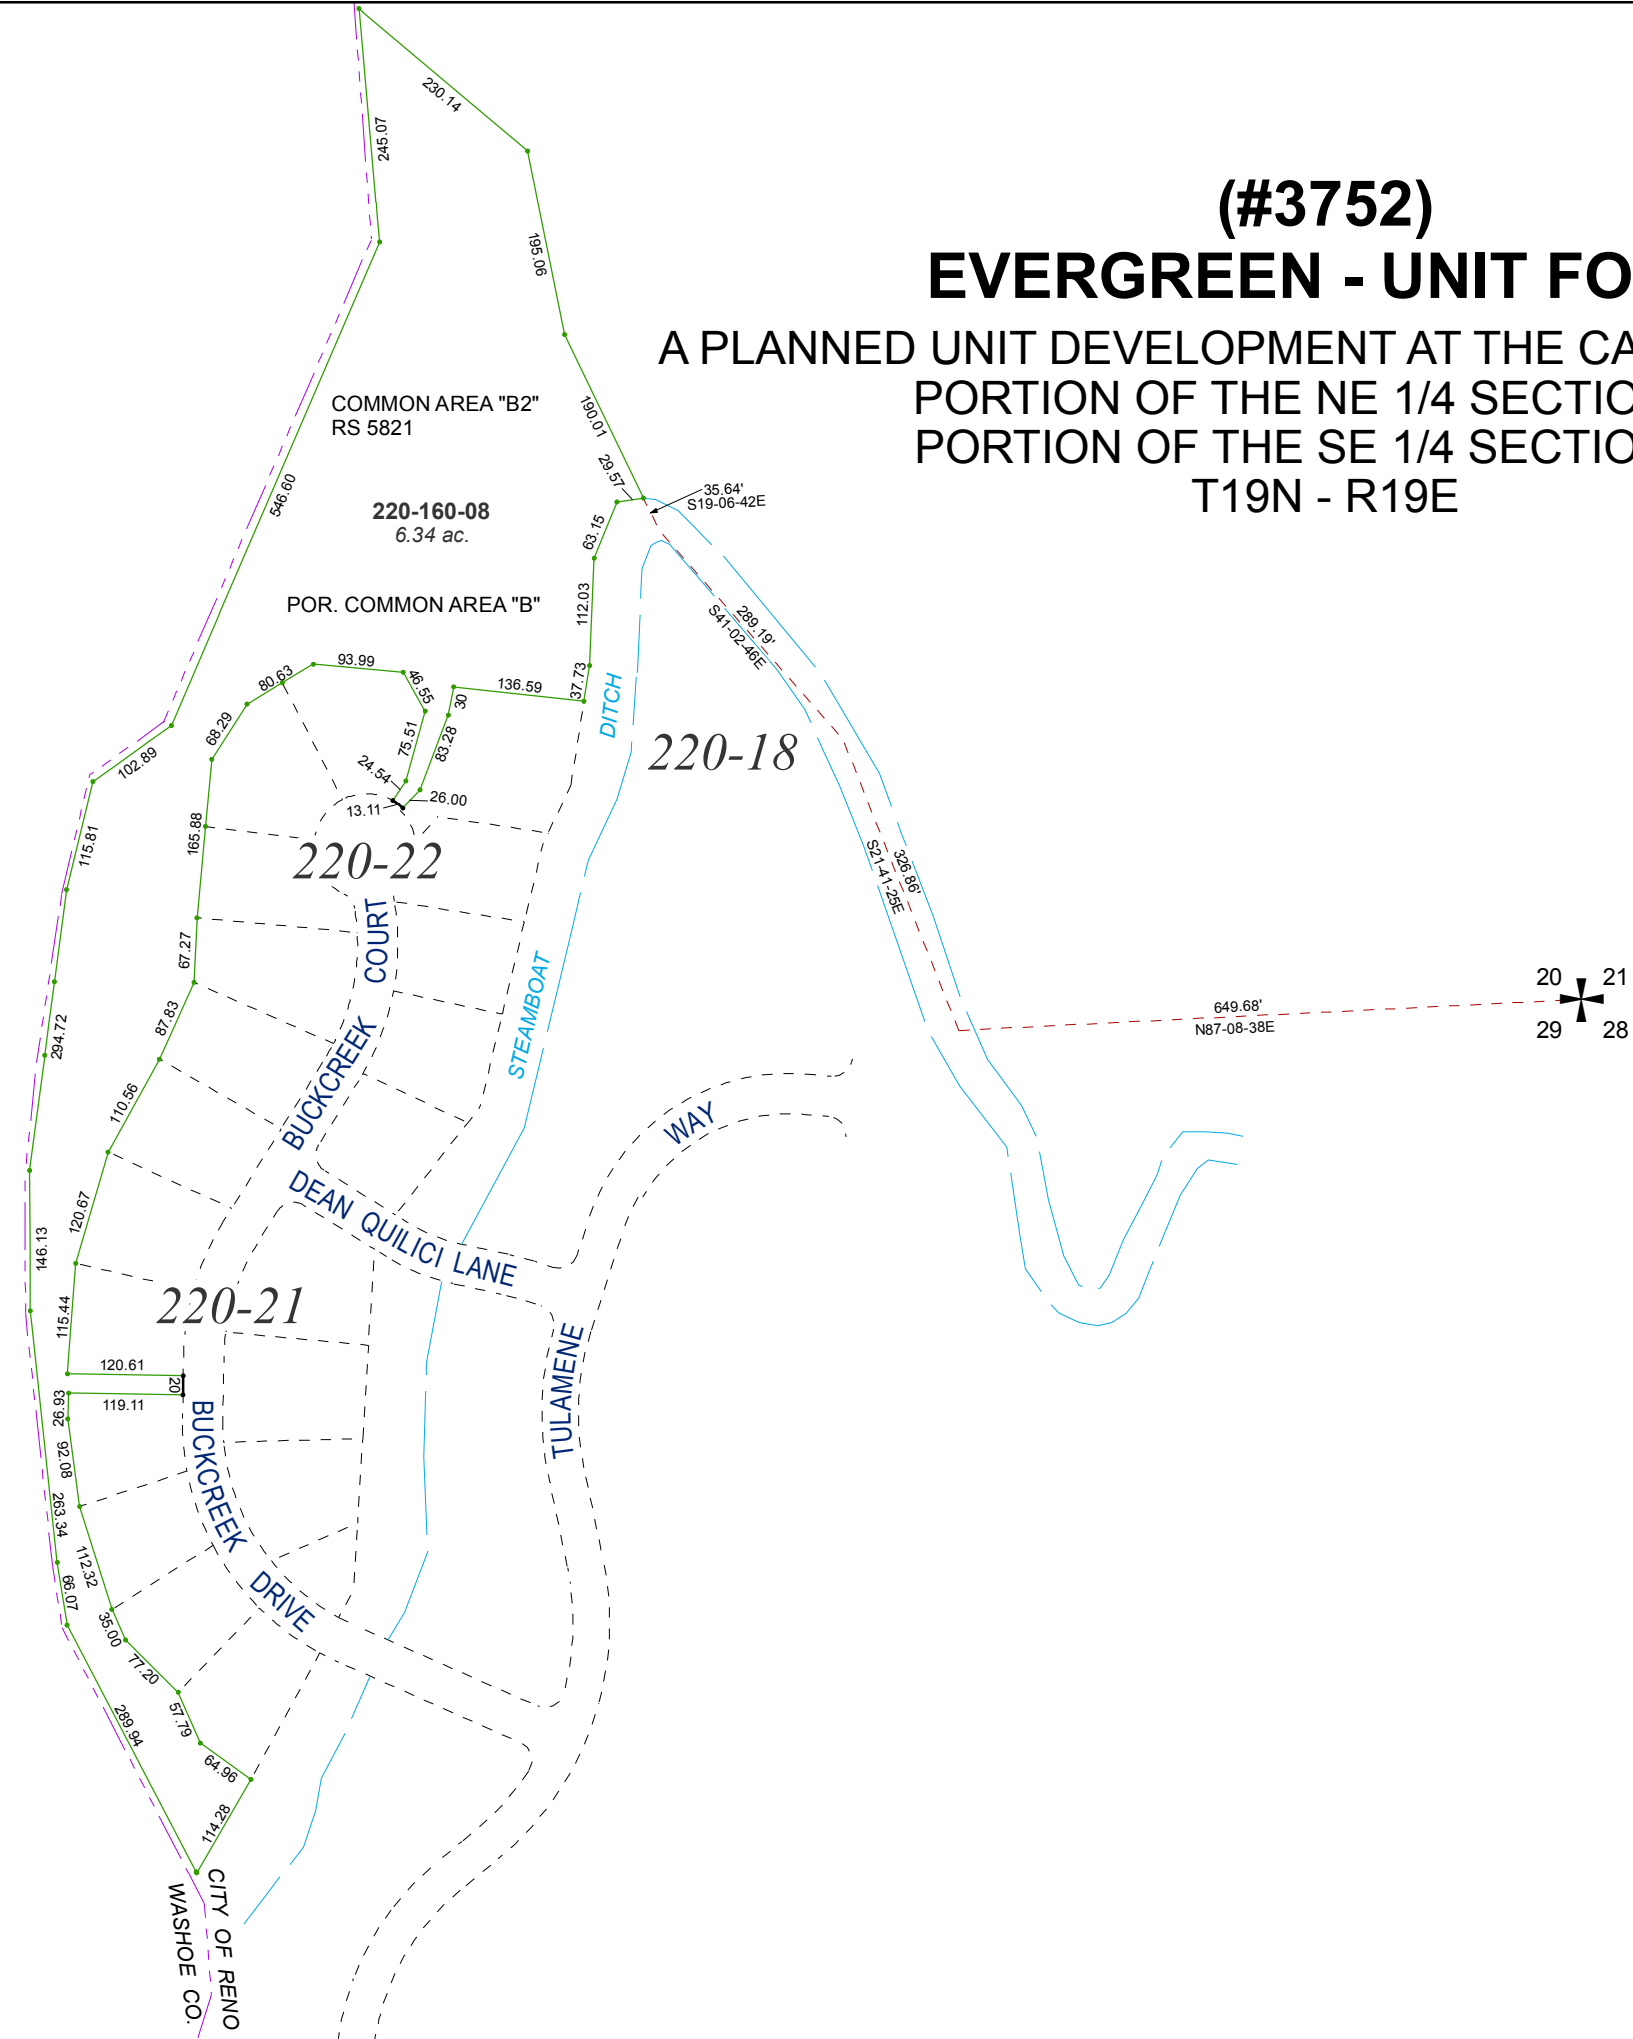 (#3752)
EVERGREEN - UNIT FO
A PLANNED UNIT DEVELOPMENT AT THE CA
PORTION OF THE NE 1/4 SECTIO
PORTION OF THE SE 1/4 SECTIO
T19N - R19E
230.14
245.07
195.06
COMMON AREA "B2"
RS 5821
190.01
29.57
35.64'
S19-06-42E
546.60
220-160-08
6.34 ac.
63.15
112.03
POR. COMMON AREA "B"
289.19'
S41-02-46E
93.99
80.63
46.55
136.59
30
37.73
DITCH
68.29
75.51
83.28
220-18
102.89
24.54
13.11
26.00
115.81
165.88
220-22
326.86'
S21-41-25E
COURT
67.27
STEAMBOAT
20 21
29 28
649.68'
N87-08-38E
87.83
294.72
BUCKCREEK
110.56
WAY
DEAN QUILICI LANE
120.67
146.13
220-21
115.44
120.61
20
119.11
26.93
TULAMENE
BUCKCREEK
92.08
263.34
112.32
66.07
DRIVE
35.00
77.20
57.79
289.94
64.96
114.28
CITY OF RENO
WASHOE CO.